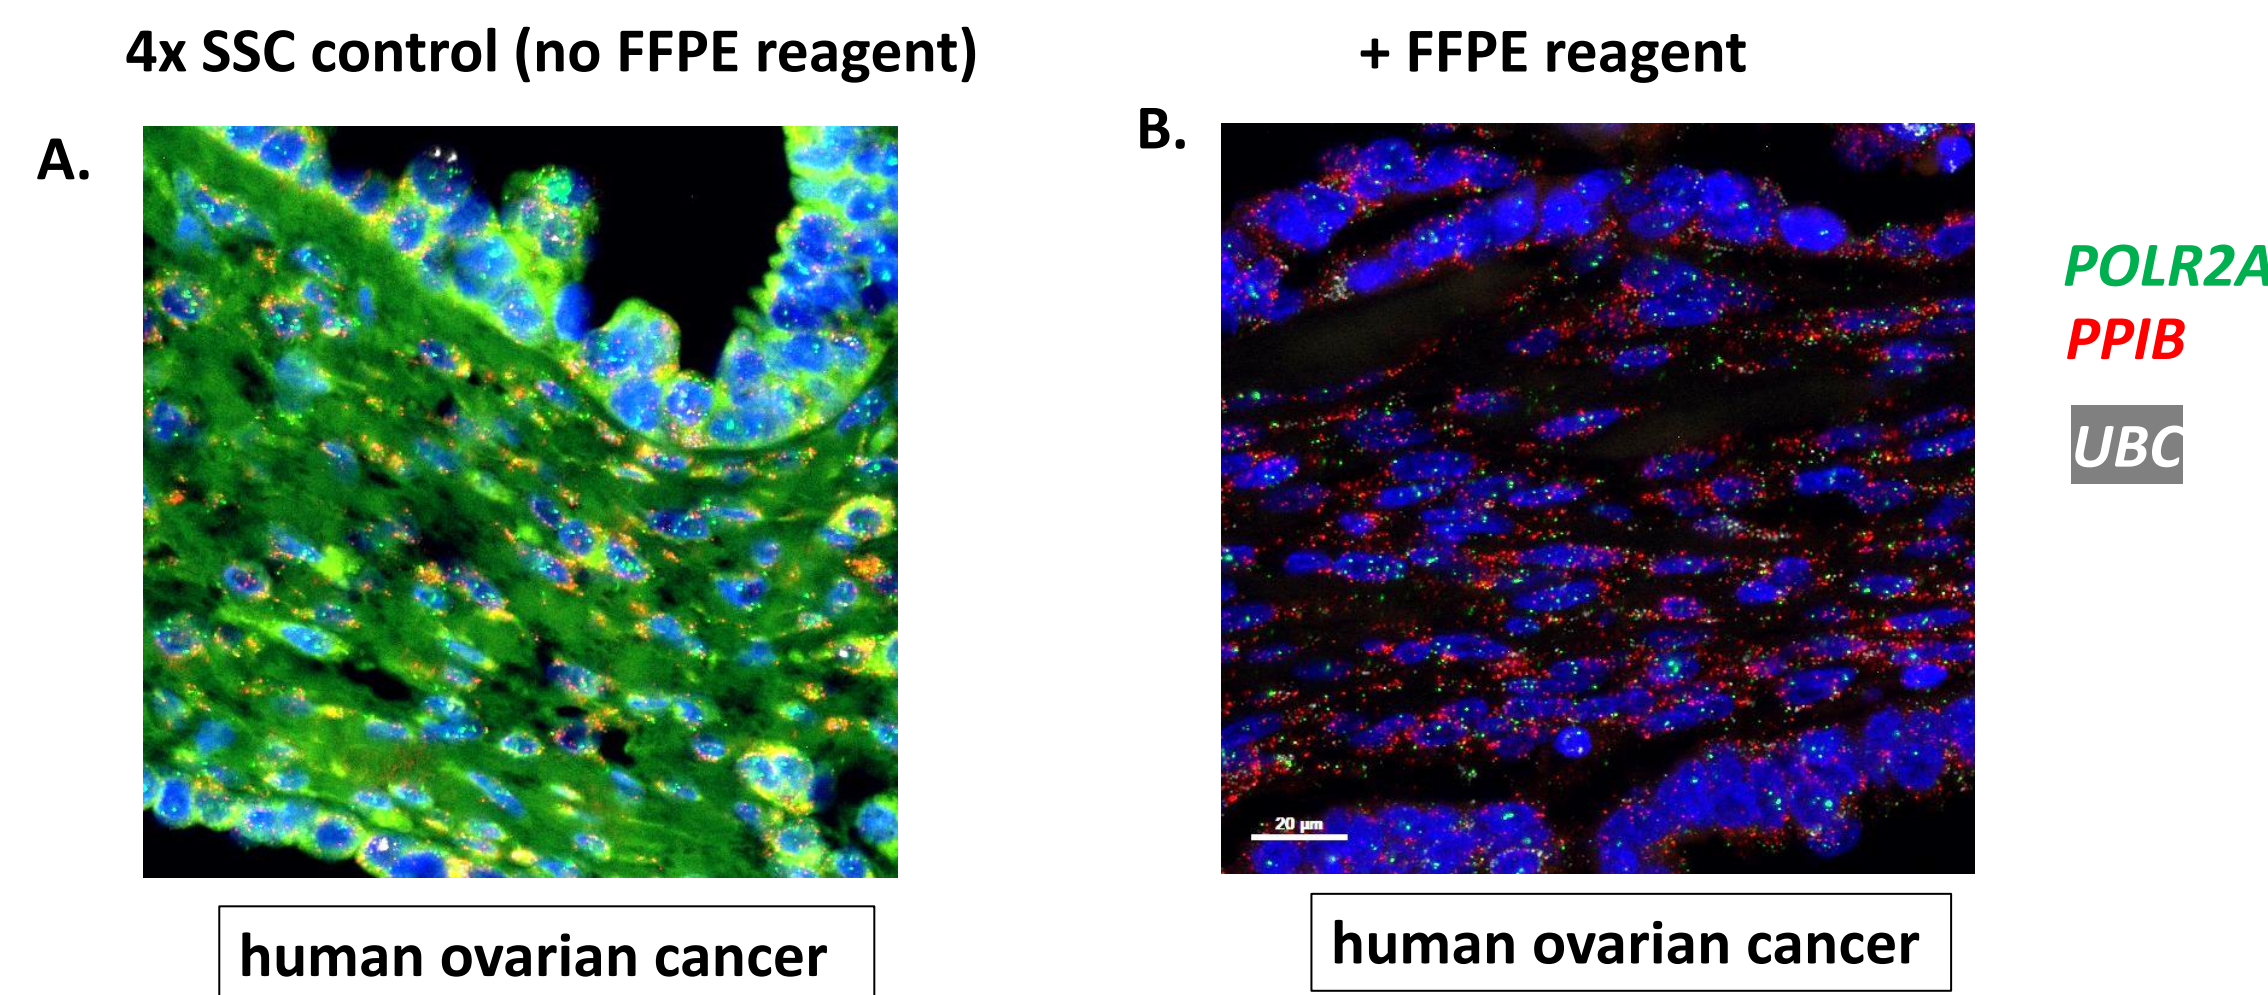 4x SSC control (no FFPE reagent)
+ FFPE reagent
A.
B.
POLR2A
PPIB
UBC
20 µm
human ovarian cancer
human ovarian cancer